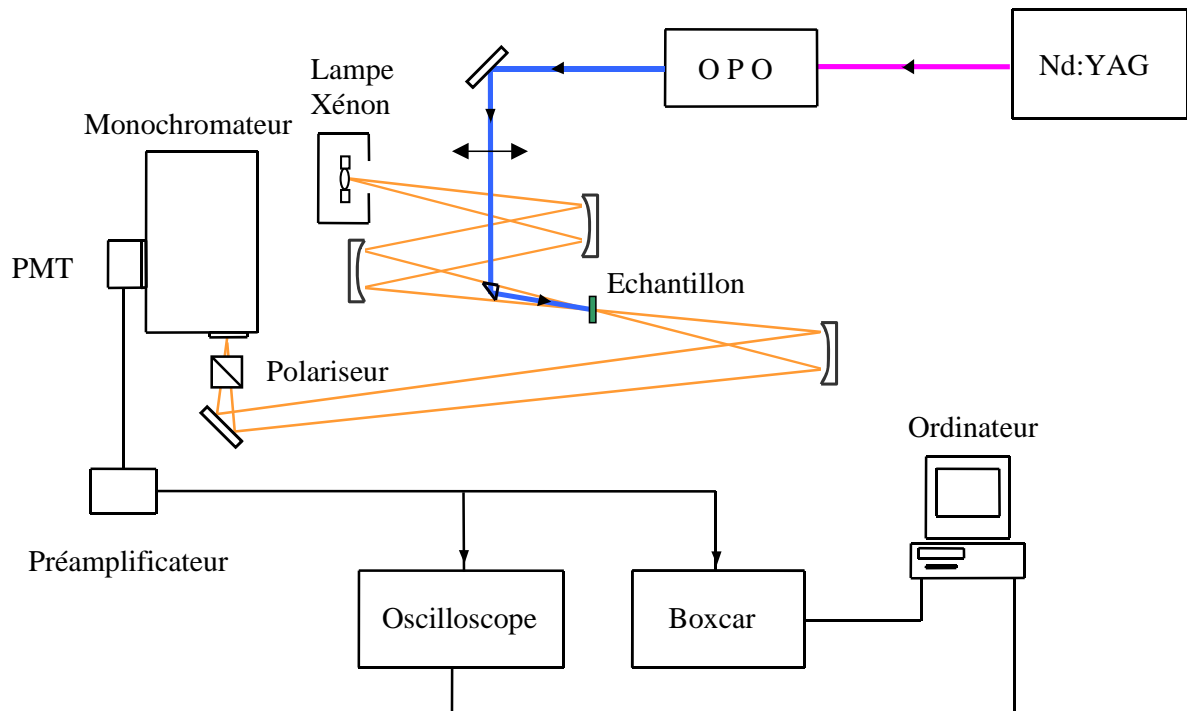 O P O
Nd:YAG
Lampe
Xénon
Monochromateur
PMT
Echantillon
Polariseur
Ordinateur
Préamplificateur
Oscilloscope
Boxcar